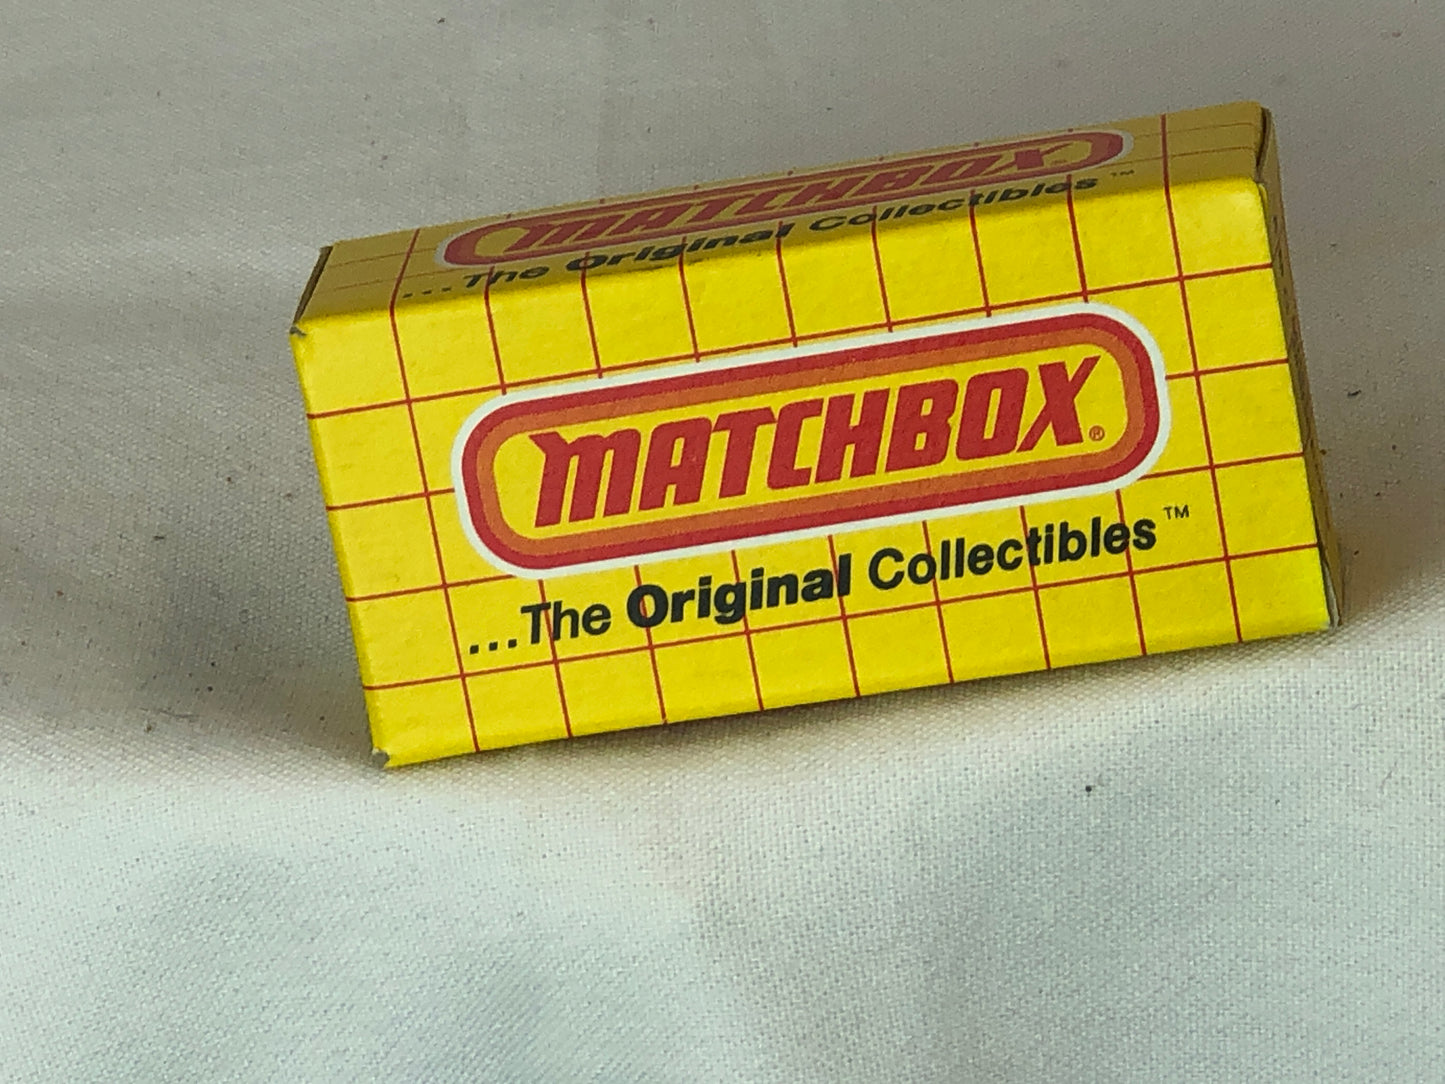 MATCHBOX
...The Original Collectibles™
MATCHBOX®
...The Original Collectibles™